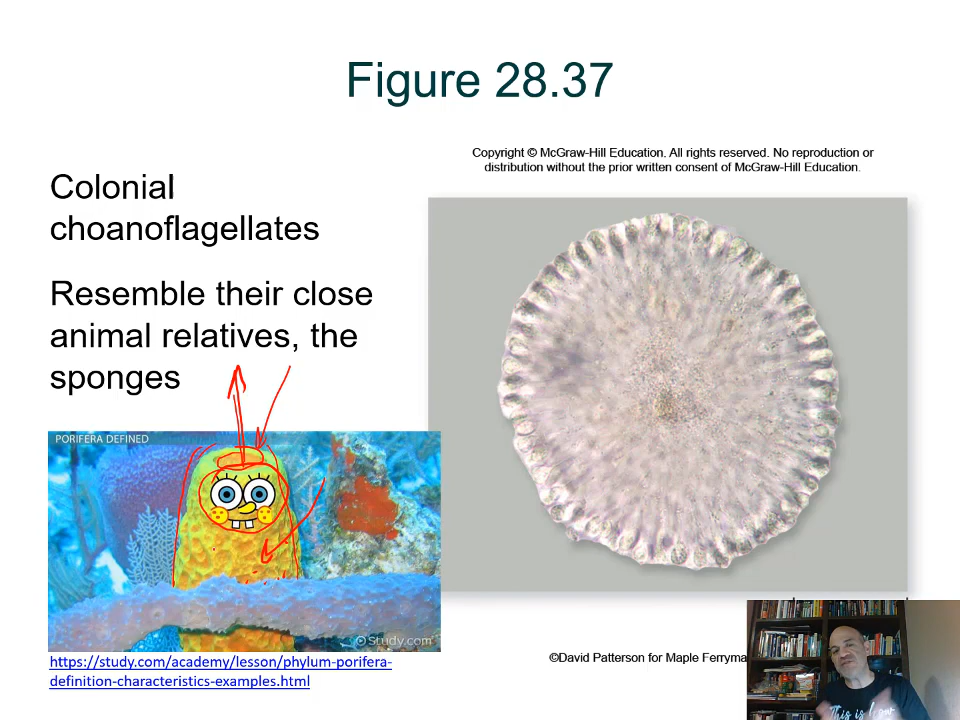 Figure 28.37
Copyright © McGraw-Hill Education. All rights reserved. No reproduction or
distribution without the prior written consent of McGraw-Hill Education.
Colonial
choanoflagellates
Resemble their close
animal relatives, the
sponges
PORIFERA DEFINED
Study.com
https://study.com/academy/lesson/phylum-porifera-
definition-characteristics-examples.html
©David Patterson for Maple Ferryma
This is